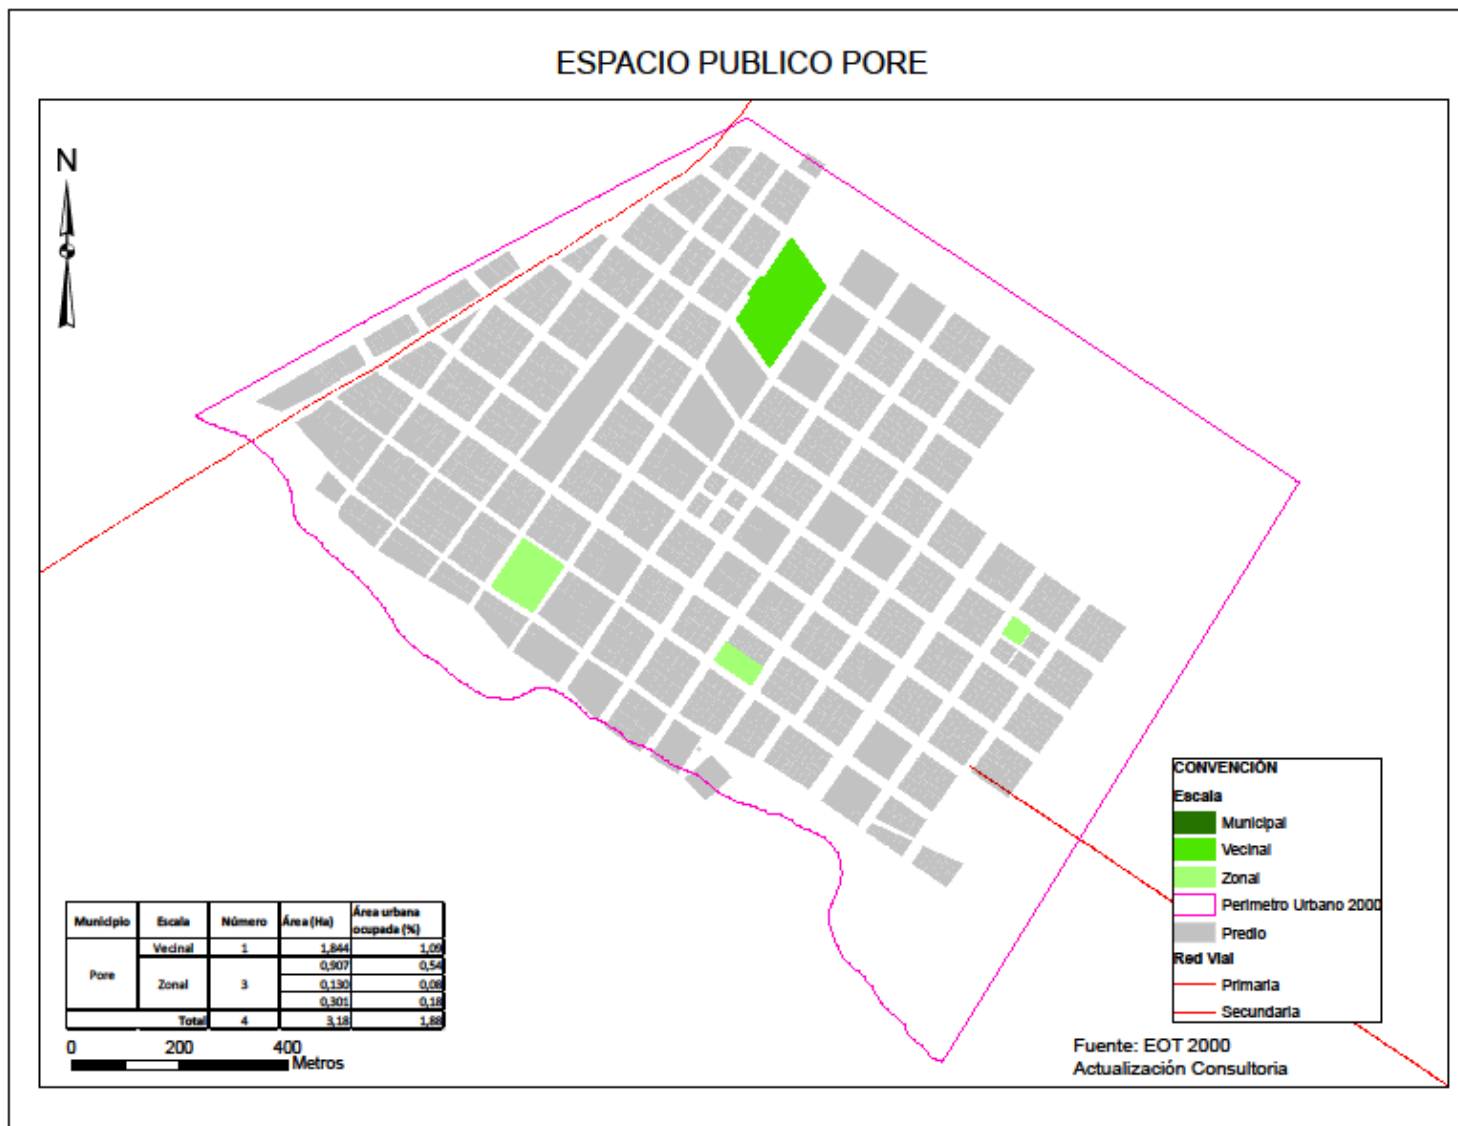 ESPACIO PUBLICO PORE
N
CONVENCIÓN
Escala
Municipal
Vecinal
Zonal
Perimetro Urbano 2000
Predio
Red Vial
Primaria
Secundaria
Municipio Escala Número Área (Ha) Área urbana ocupada (%)
Pore Vecinal 1 1,844 1,09
Zonal 3 0,907 0,54
0,130 0,08
0,301 0,18
Total 4 3,18 1,88
0 200 400
Metros
Fuente: EOT 2000
Actualización Consultoria